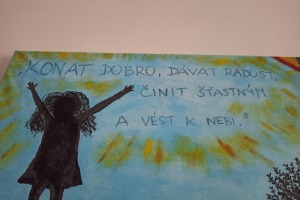 „KONAT DOBRO, DÁVAT RADOST,
ČINIT ŠŤASTNÝM
A VÉST K NEBI."